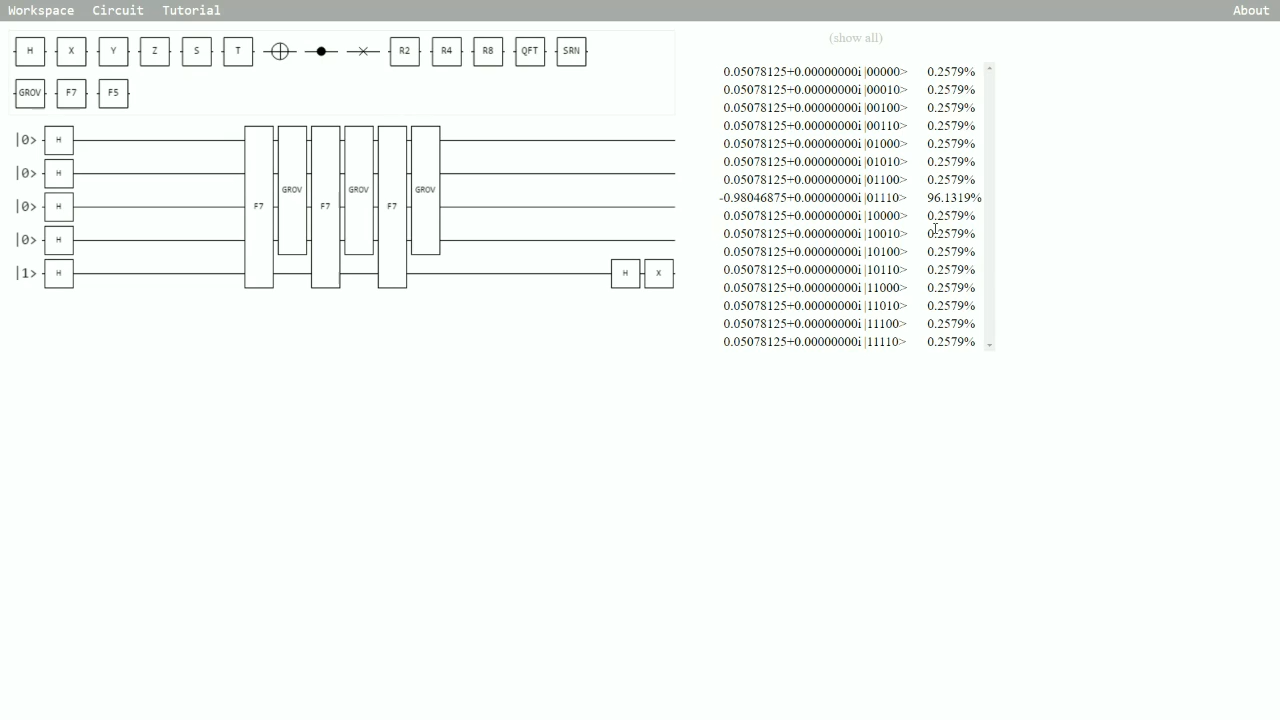 Workspace Circuit Tutorial About
H X Y Z S T R2 R4 R8 QFT SRN
GROV F7 F5
(show all)
|0> H
|0> H
|0> H
|0> H
|1> H
F7 GROV F7 GROV F7 GROV
H X
0.05078125+0.00000000i |00000> 0.2579%
0.05078125+0.00000000i |00010> 0.2579%
0.05078125+0.00000000i |00100> 0.2579%
0.05078125+0.00000000i |00110> 0.2579%
0.05078125+0.00000000i |01000> 0.2579%
0.05078125+0.00000000i |01010> 0.2579%
0.05078125+0.00000000i |01100> 0.2579%
-0.98046875+0.00000000i |01110> 96.1319%
0.05078125+0.00000000i |10000> 0.2579%
0.05078125+0.00000000i |10010> 0.2579%
0.05078125+0.00000000i |10100> 0.2579%
0.05078125+0.00000000i |10110> 0.2579%
0.05078125+0.00000000i |11000> 0.2579%
0.05078125+0.00000000i |11010> 0.2579%
0.05078125+0.00000000i |11100> 0.2579%
0.05078125+0.00000000i |11110> 0.2579%